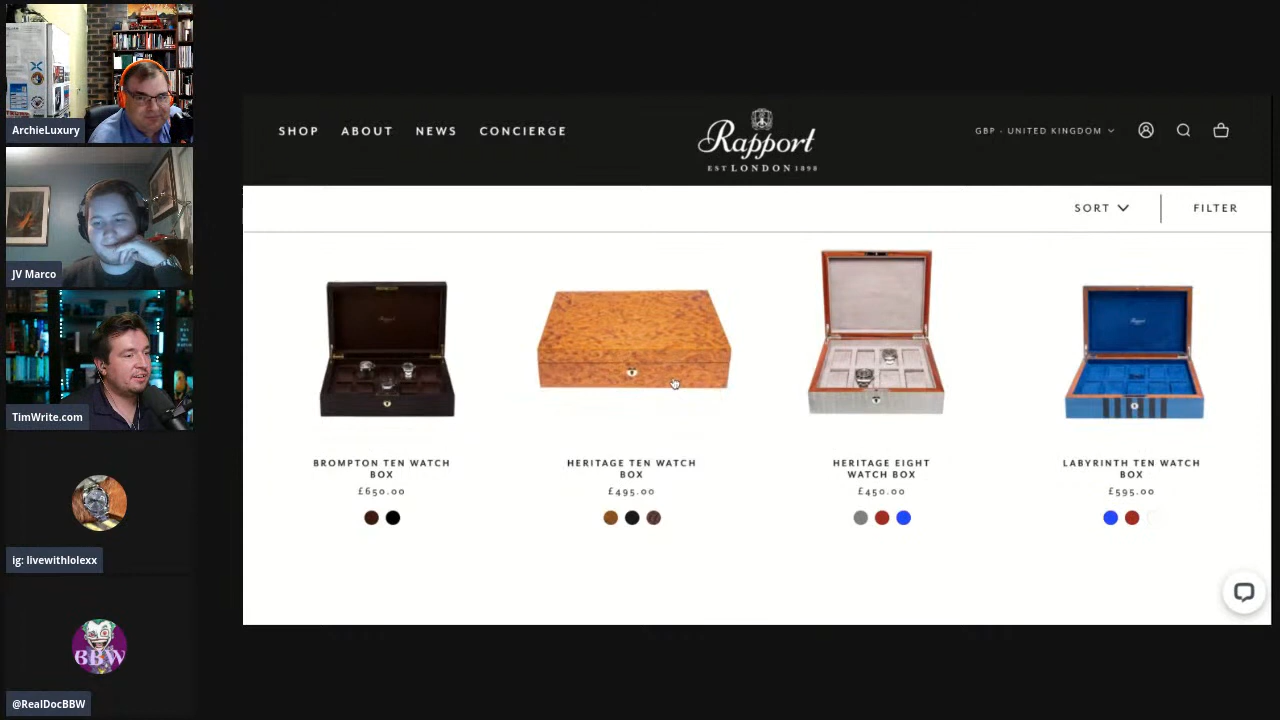 ArchieLuxury
JV Marco
TimWrite.com
ig: livewithlolexx
BBW
@RealDocBBW
SHOP ABOUT NEWS CONCIERGE
Rapport
EST LONDON 1898
GBP - UNITED KINGDOM
SORT
FILTER
BROMPTON TEN WATCH
BOX
£650.00
HERITAGE TEN WATCH
BOX
£495.00
HERITAGE EIGHT
WATCH BOX
£450.00
LABYRINTH TEN WATCH
BOX
£595.00